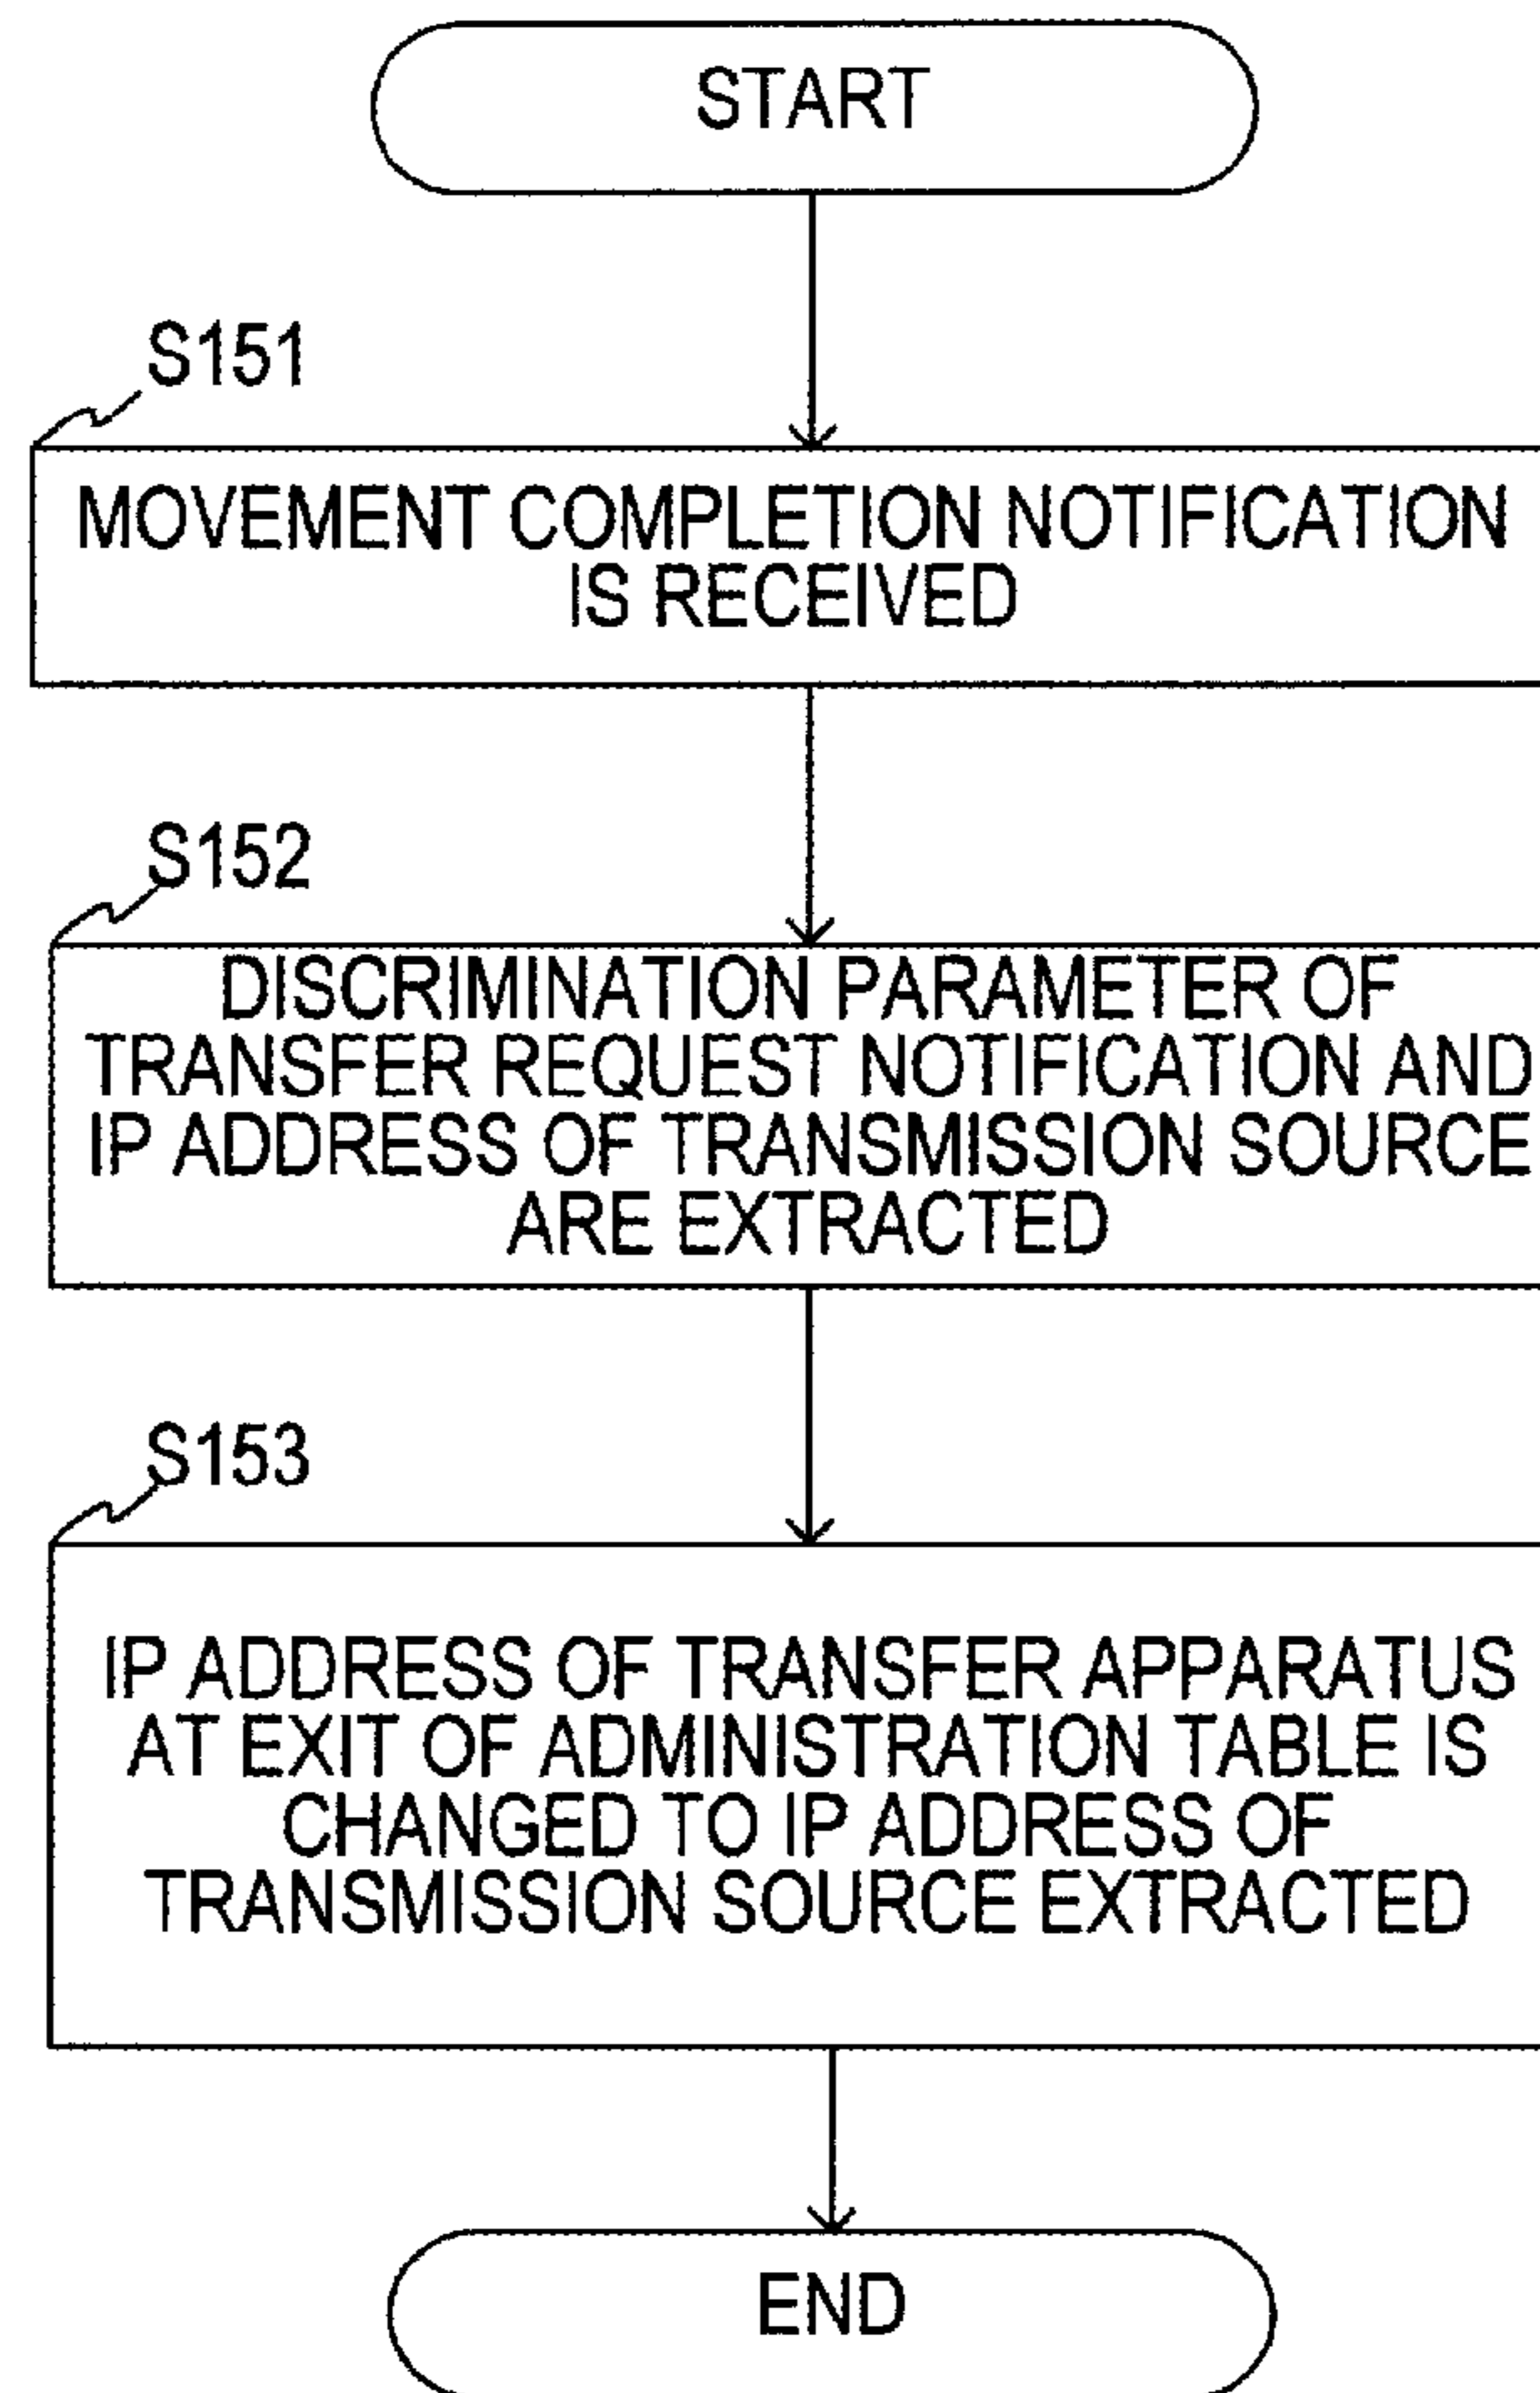 START
S151
MOVEMENT COMPLETION NOTIFICATION
IS RECEIVED
S152
DISCRIMINATION PARAMETER OF
TRANSFER REQUEST NOTIFICATION AND
IP ADDRESS OF TRANSMISSION SOURCE
ARE EXTRACTED
S153
IP ADDRESS OF TRANSFER APPARATUS
AT EXIT OF ADMINISTRATION TABLE IS
CHANGED TO IP ADDRESS OF
TRANSMISSION SOURCE EXTRACTED
END